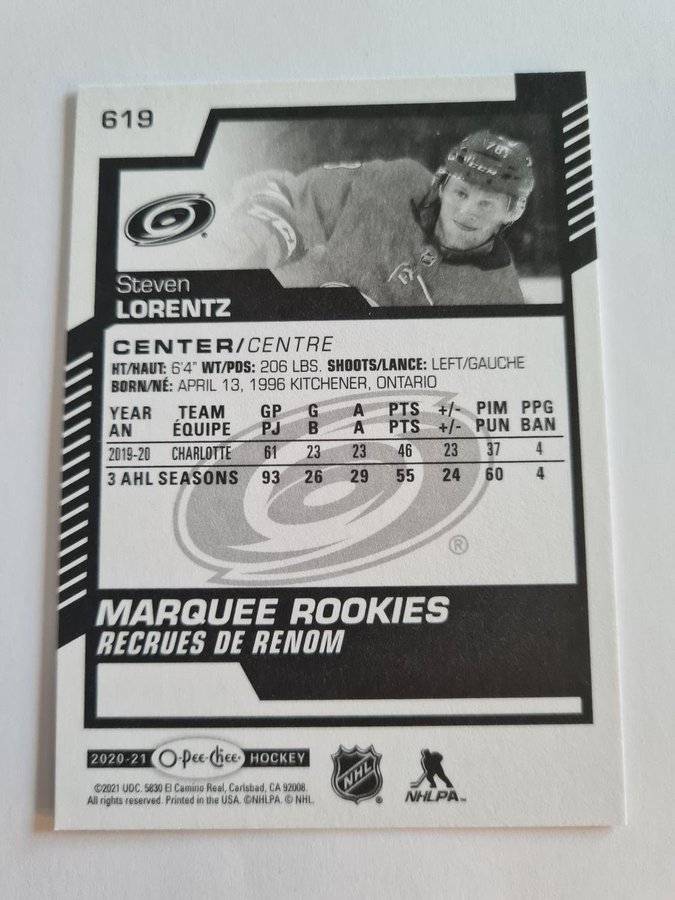 619
78
CCM
Steven
LORENTZ
CENTER/CENTRE
HT/HAUT: 6'4" WT/PDS: 206 LBS. SHOOTS/LANCE: LEFT/GAUCHE
BORN/NÉ: APRIL 13, 1996 KITCHENER, ONTARIO
YEAR TEAM GP G A PTS +/- PIM PPG
AN ÉQUIPE PJ B A PTS +/- PUN BAN
2019-20 CHARLOTTE 61 23 23 46 23 37 4
3 AHL SEASONS 93 26 29 55 24 60 4
®
MARQUEE ROOKIES
RECRUES DE RENOM
2020-21 O-Pee-Chee HOCKEY
©2021 UDC. 5830 El Camino Real, Carlsbad, CA 92008.
All rights reserved. Printed in the USA. ©NHLPA. © NHL.
NHL ®
NHLPA™